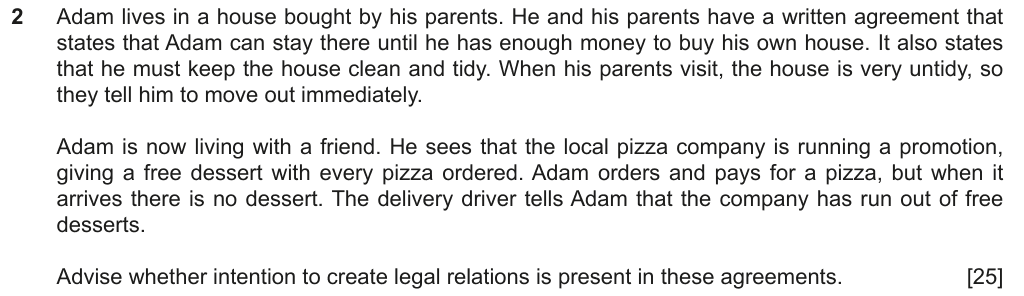 2 Adam lives in a house bought by his parents. He and his parents have a written agreement that
states that Adam can stay there until he has enough money to buy his own house. It also states
that he must keep the house clean and tidy. When his parents visit, the house is very untidy, so
they tell him to move out immediately.
Adam is now living with a friend. He sees that the local pizza company is running a promotion,
giving a free dessert with every pizza ordered. Adam orders and pays for a pizza, but when it
arrives there is no dessert. The delivery driver tells Adam that the company has run out of free
desserts.
Advise whether intention to create legal relations is present in these agreements. [25]